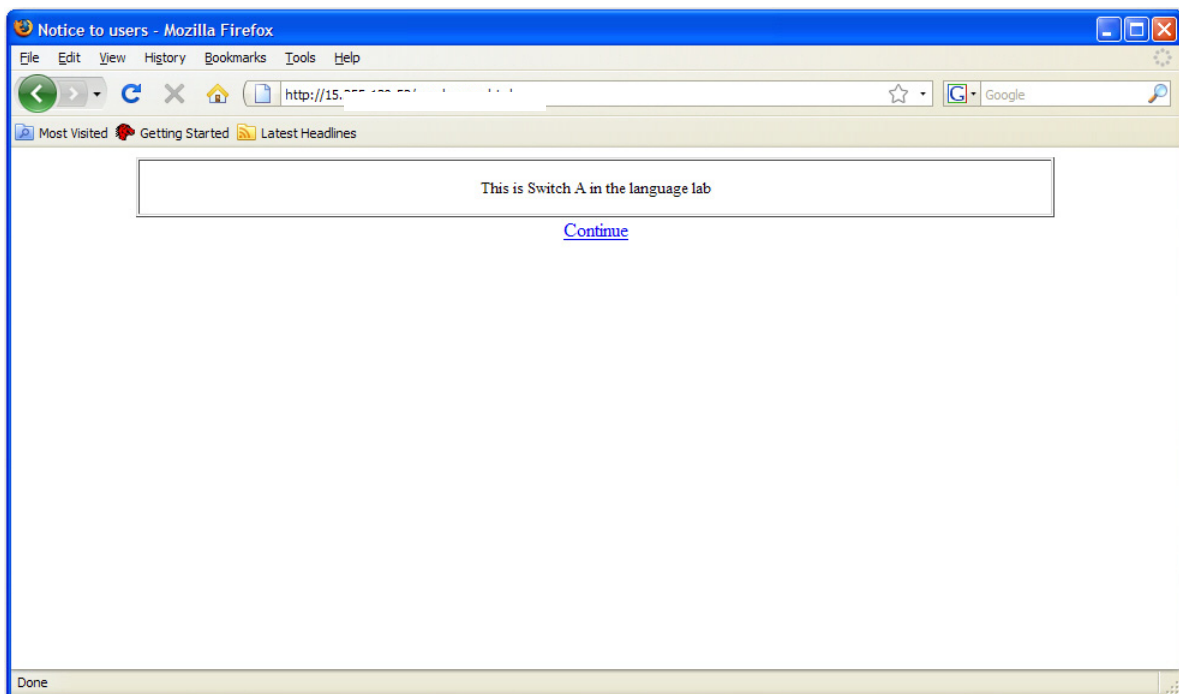 Notice to users - Mozilla Firefox
File Edit View History Bookmarks Tools Help
http://15.
Google
Most Visited Getting Started Latest Headlines
This is Switch A in the language lab
Continue
Done